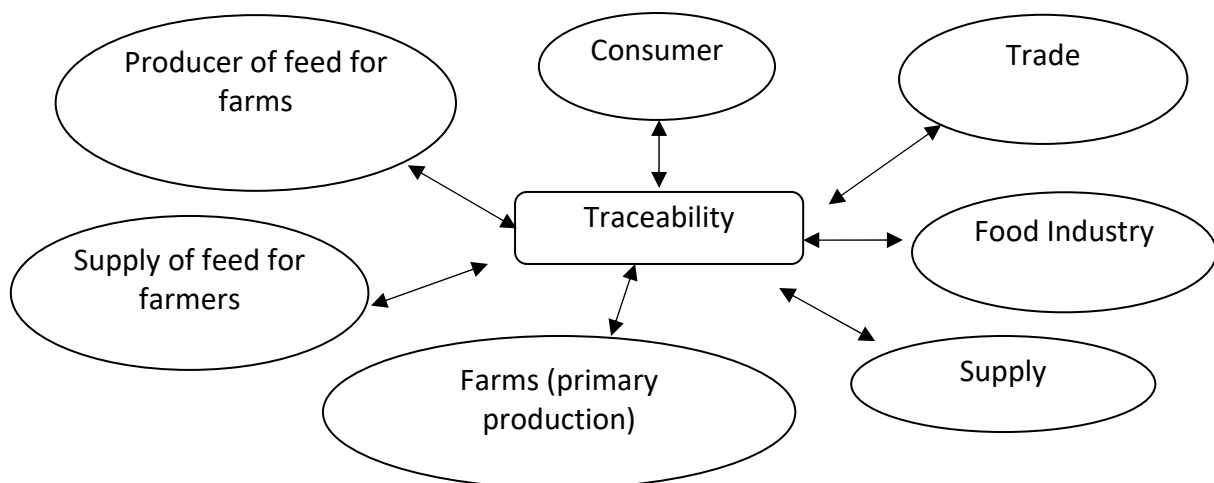 Producer of feed for
farms
Consumer
Trade
Traceability
Supply of feed for
farmers
Food Industry
Farms (primary
production)
Supply